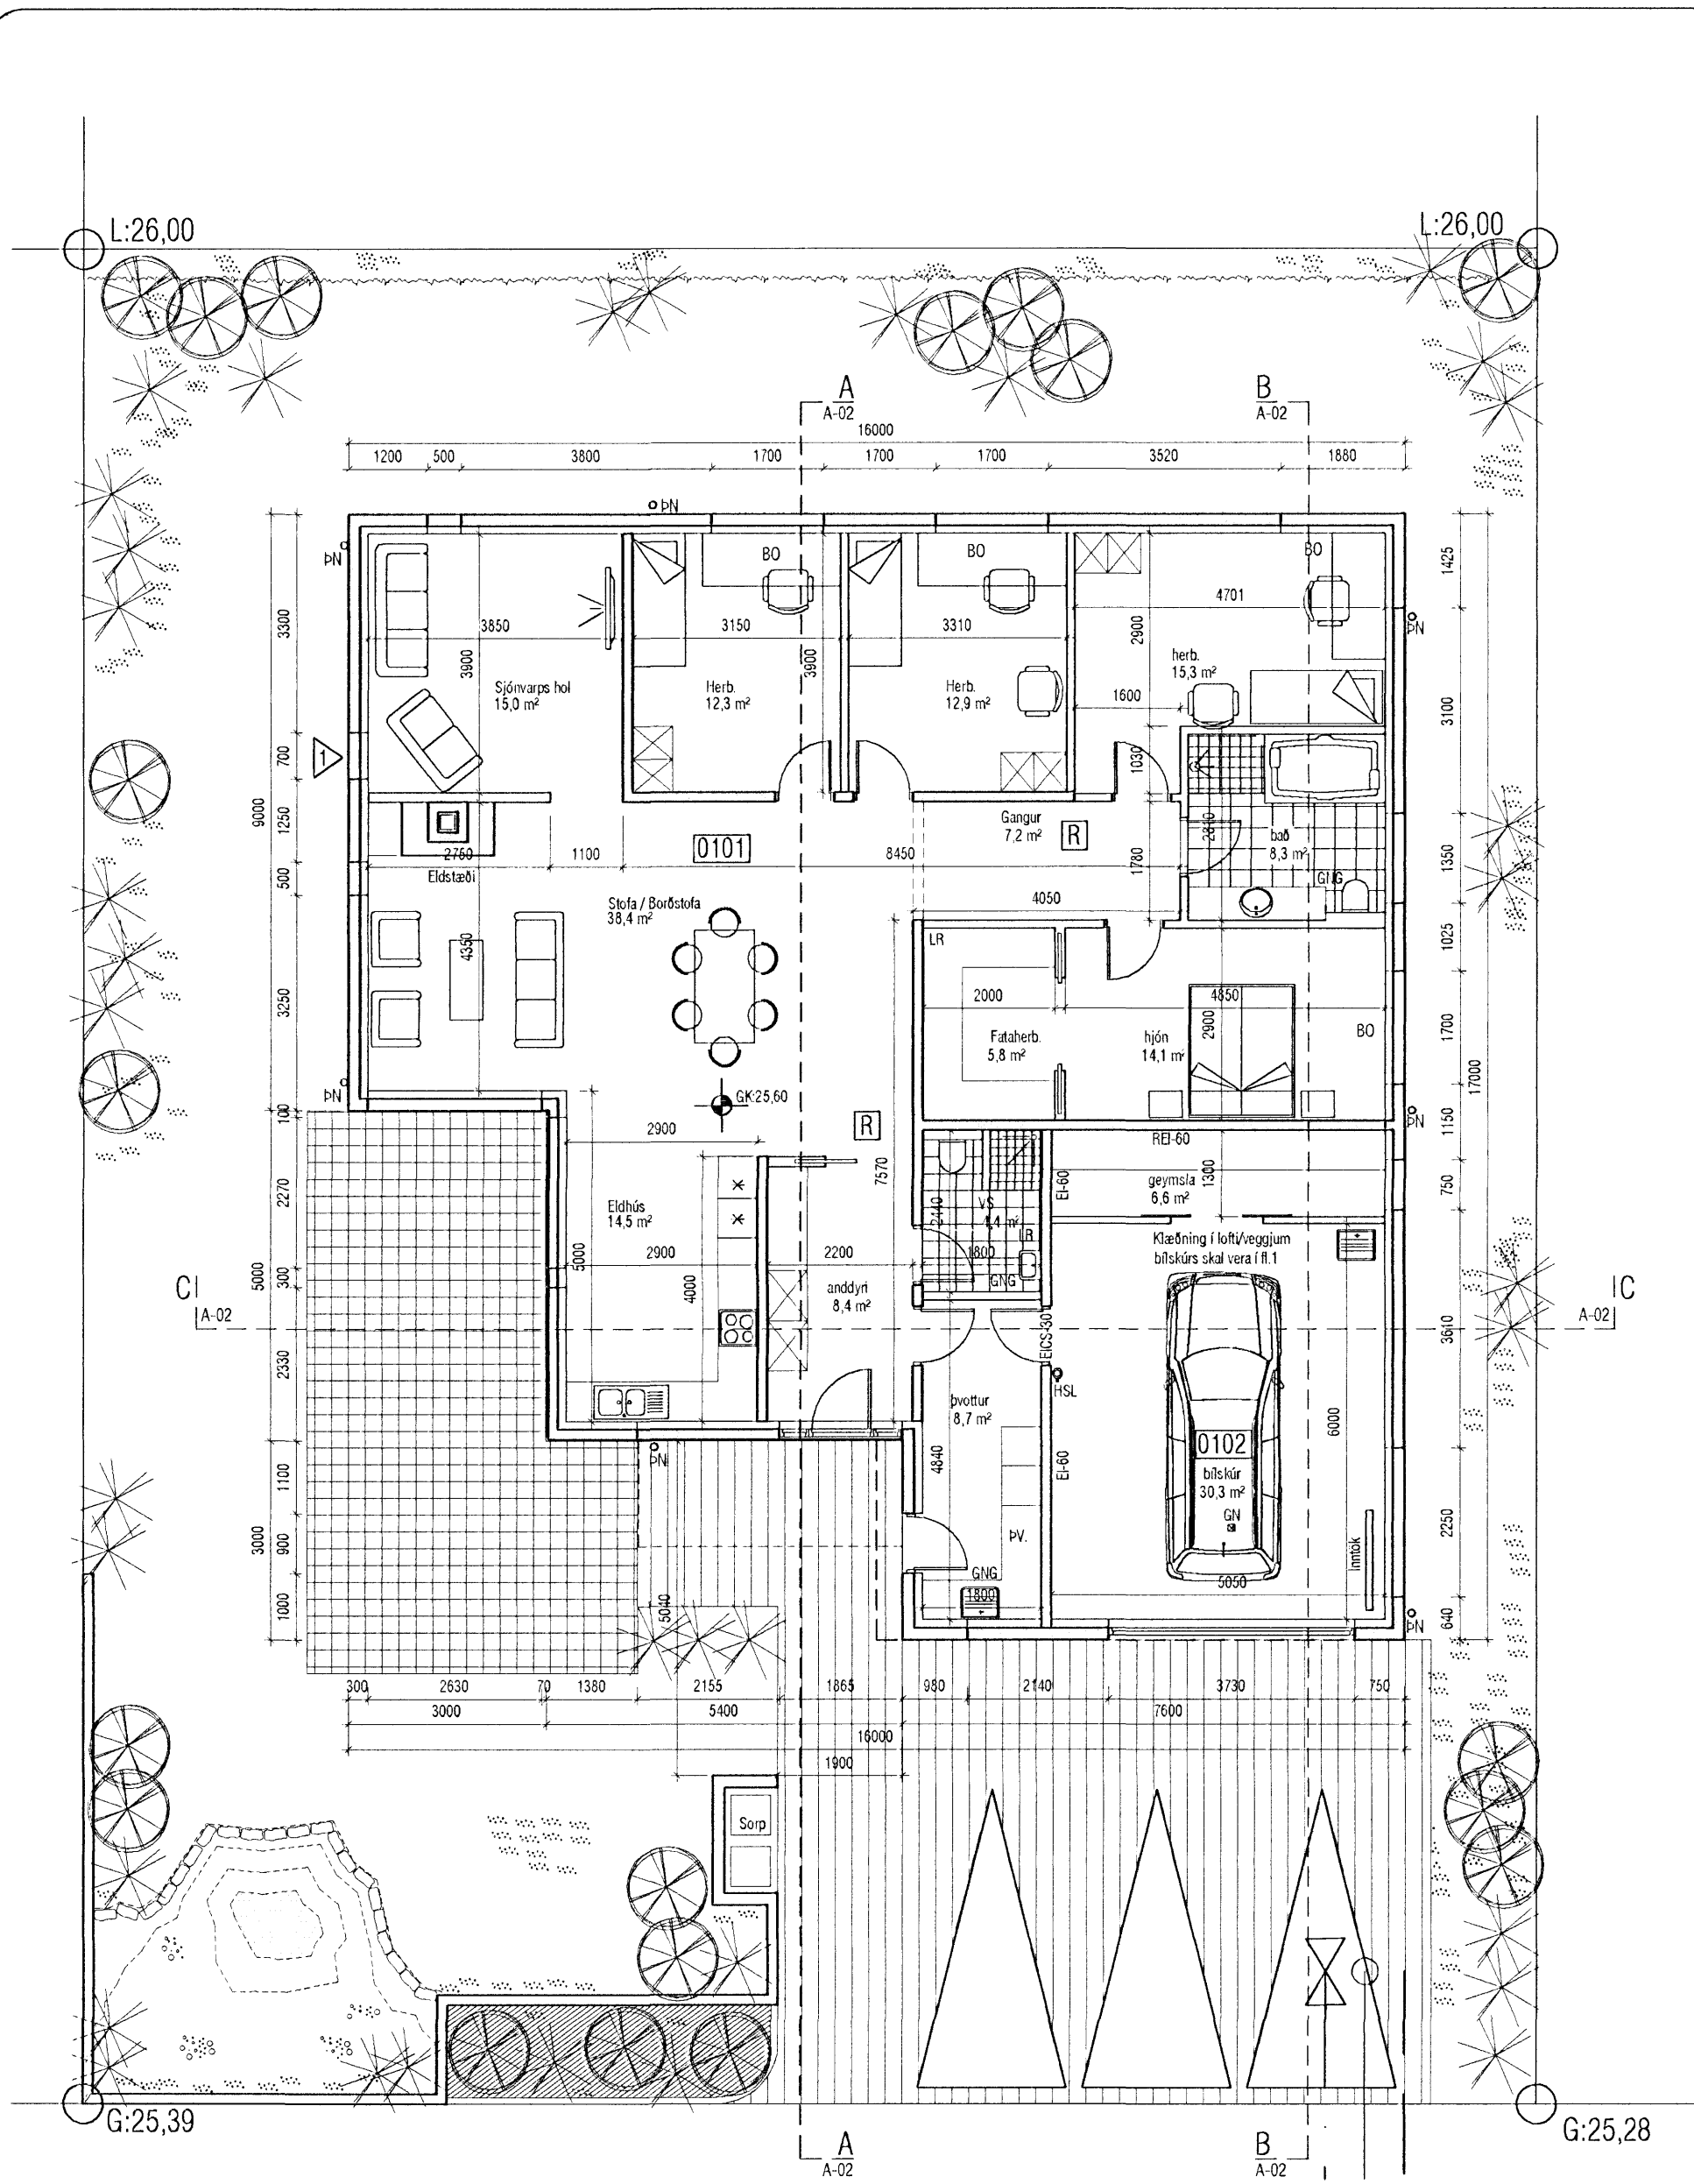 L:26,00
L:26,00
A
A-02
B
A-02
16000
1200
500
3800
1700
1700
1700
3520
1880
ÞN
ÞN
BO
BO
BO
1425
3300
3850
3150
3310
4701
2900
ÞN
3900
3900
Sjónvarps hol
15,0 m²
Herb.
12,3 m²
Herb.
12,9 m²
herb.
15,3 m²
1600
3100
700
1
1030
9000
1250
0101
Gangur
7,2 m²
R
2810
bað
8,3 m²
2750
1100
8450
1780
1350
Eldstæði
500
GNG
4050
Stofa / Borðstofa
38,4 m²
4350
LR
1025
3250
2000
4850
2900
1700
Fataherb.
5,8 m²
hjón
14,1 m²
BO
17000
ÞN
GK:25,60
100
R
2900
ÞN
1150
REI-60
7570
EI-60
1300
geymsla
6,6 m²
750
2270
Eldhús
14,5 m²
VS
4,4 m²
2440
LR
Klæðning í lofti/veggjum
bílskúrs skal vera í fl.1
5000
2900
2200
1800
GNG
5000
300
4000
anddyri
8,4 m²
C
A-02
C
A-02
EICS-30
3610
2330
HSL
þvottur
8,7 m²
6000
0102
ÞN
4840
EI-60
bílskúr
30,3 m²
GN
1100
2250
3000
900
ÞV.
Inntök
GNG
5050
1000
5040
1800
640
ÞN
300
2630
70
1380
2155
1865
980
2140
3730
750
3000
5400
7600
16000
1900
Sorp
G:25,39
A
A-02
B
A-02
G:25,28